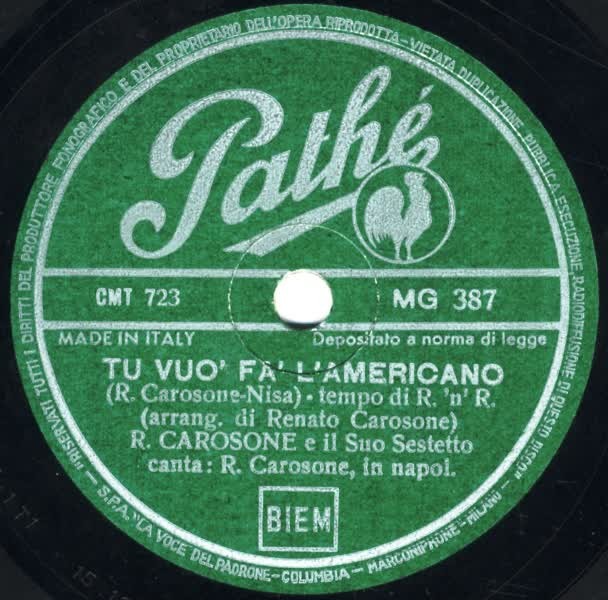 "RISERVATI TUTTI I DIRITTI DEL PRODUTTORE FONOGRAFICO E DEL PROPRIETARIO DELL'OPERA RIPRODOTTA - VIETATA DUPLICAZIONE - PUBBLICA ESECUZIONE, RADIODIFFUSIONE DI QUESTO DISCO"
Pathé
CMT 723
MG 387
MADE IN ITALY
Depositato a norma di legge
TU VUO' FA' L'AMERICANO
(R. Carosone-Nisa) - tempo di R. 'n' R.
(arrang. di Renato Carosone)
R. CAROSONE e il Suo Sestetto
canta: R. Carosone, in napol.
BIEM
S.P.A. "LA VOCE DEL PADRONE - COLUMBIA - MARCONIPHONE" - MILANO -